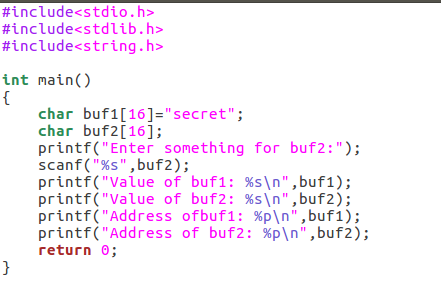 #include<stdio.h>
#include<stdlib.h>
#include<string.h>
int main()
{
char buf1[16]="secret";
char buf2[16];
printf("Enter something for buf2:");
scanf("%s",buf2);
printf("Value of buf1: %s\n",buf1);
printf("Value of buf2: %s\n",buf2);
printf("Address ofbuf1: %p\n",buf1);
printf("Address of buf2: %p\n",buf2);
return 0;
}